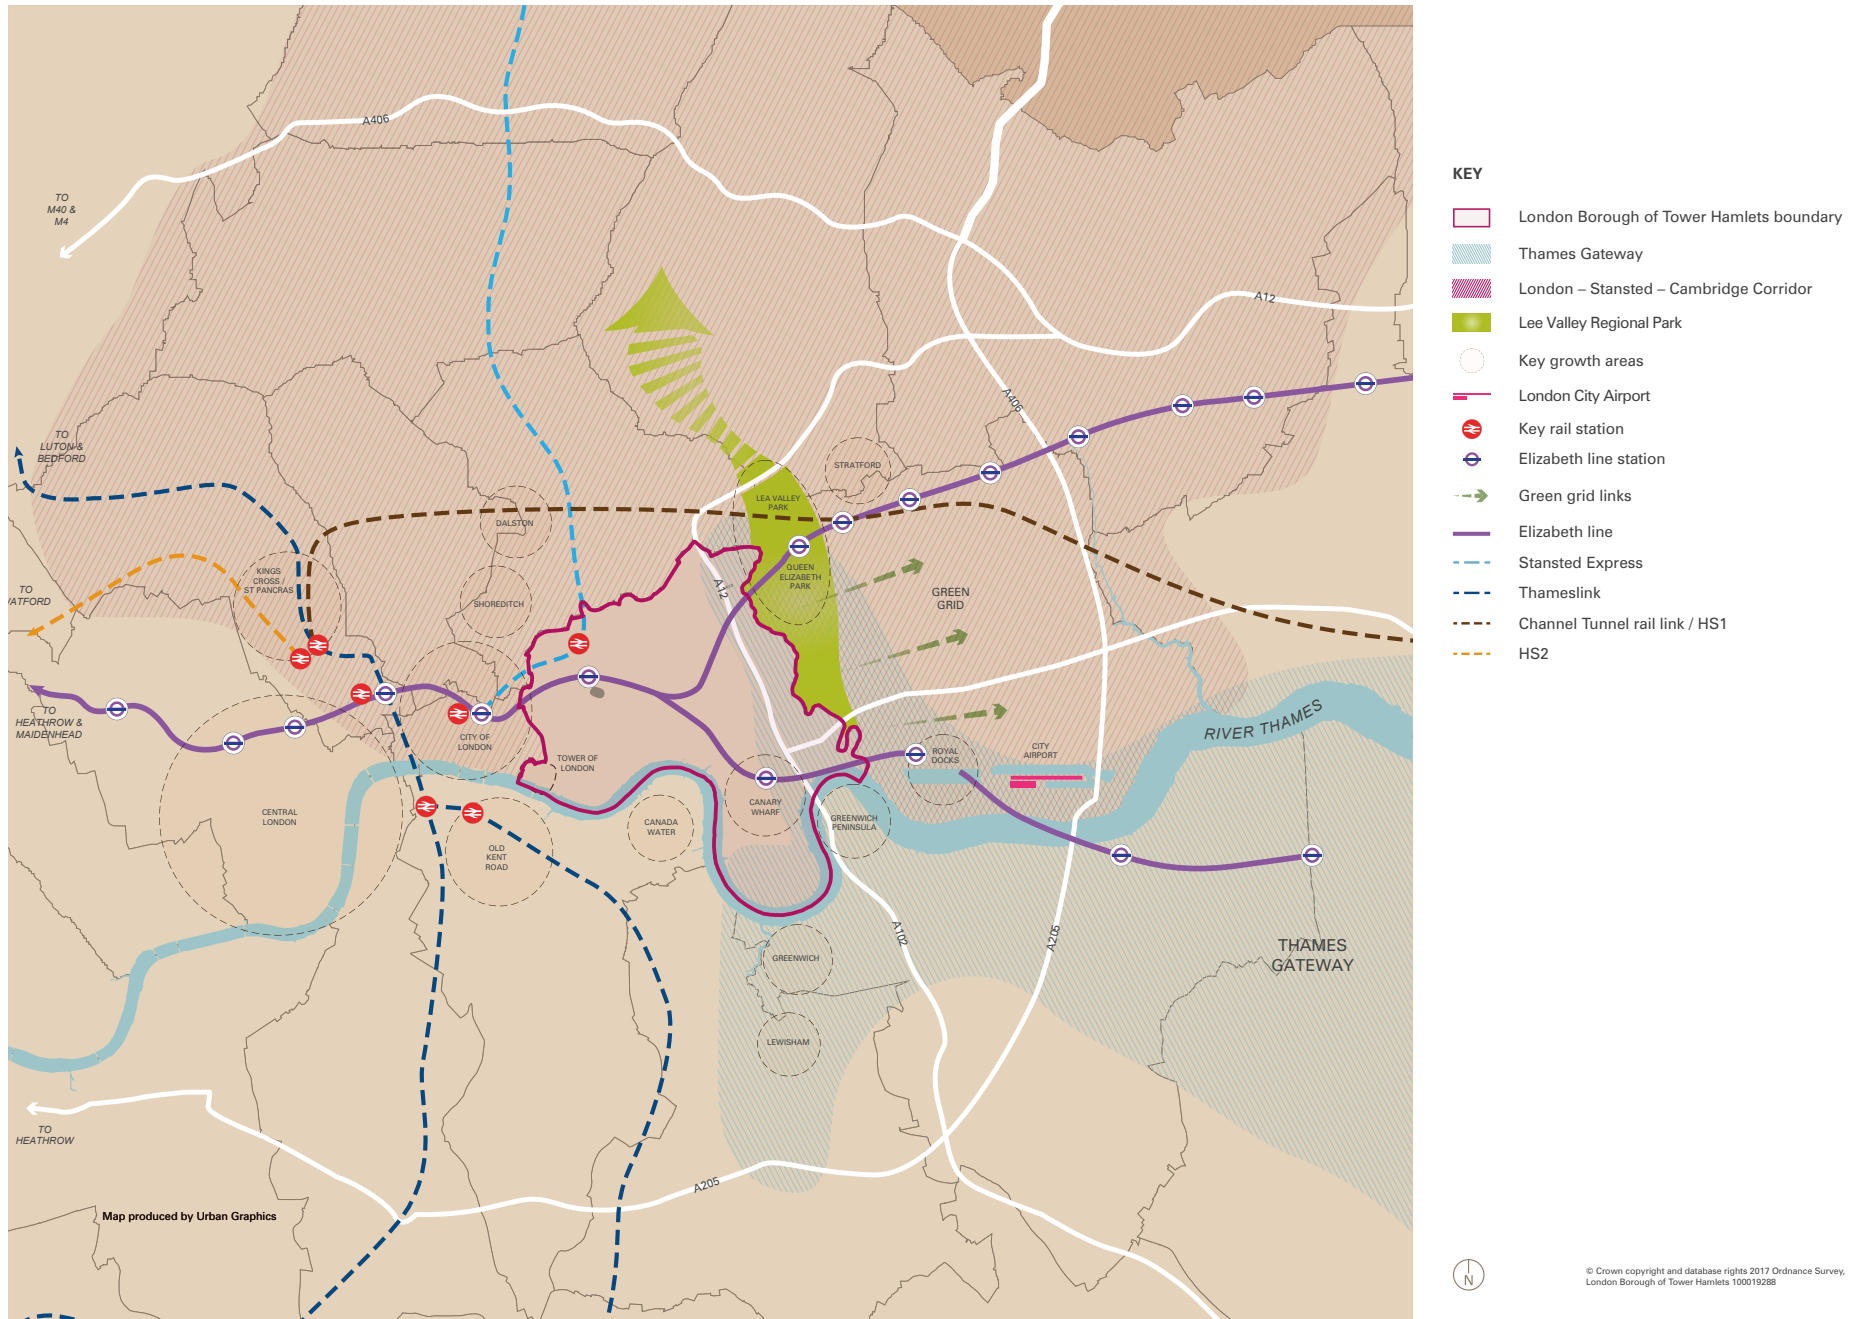 A406
TO
M40 &
M4
A12
A406
TO
LUTON &
BEDFORD
STRATFORD
LEA VALLEY
PARK
DALSTON
KINGS
CROSS /
ST PANCRAS
QUEEN
ELIZABETH
PARK
A12
GREEN
GRID
TO
WATFORD
SHOREDITCH
TO
HEATHROW &
MAIDENHEAD
CITY OF
LONDON
TOWER OF
LONDON
ROYAL
DOCKS
CITY
AIRPORT
RIVER THAMES
CENTRAL
LONDON
CANADA
WATER
CANARY
WHARF
GREENWICH
PENINSULA
OLD
KENT
ROAD
A102
A205
THAMES
GATEWAY
GREENWICH
LEWISHAM
TO
HEATHROW
A205
Map produced by Urban Graphics
KEY
London Borough of Tower Hamlets boundary
Thames Gateway
London – Stansted – Cambridge Corridor
Lee Valley Regional Park
Key growth areas
London City Airport
Key rail station
Elizabeth line station
Green grid links
Elizabeth line
Stansted Express
Thameslink
Channel Tunnel rail link / HS1
HS2
N
© Crown copyright and database rights 2017 Ordnance Survey,
London Borough of Tower Hamlets 100019288